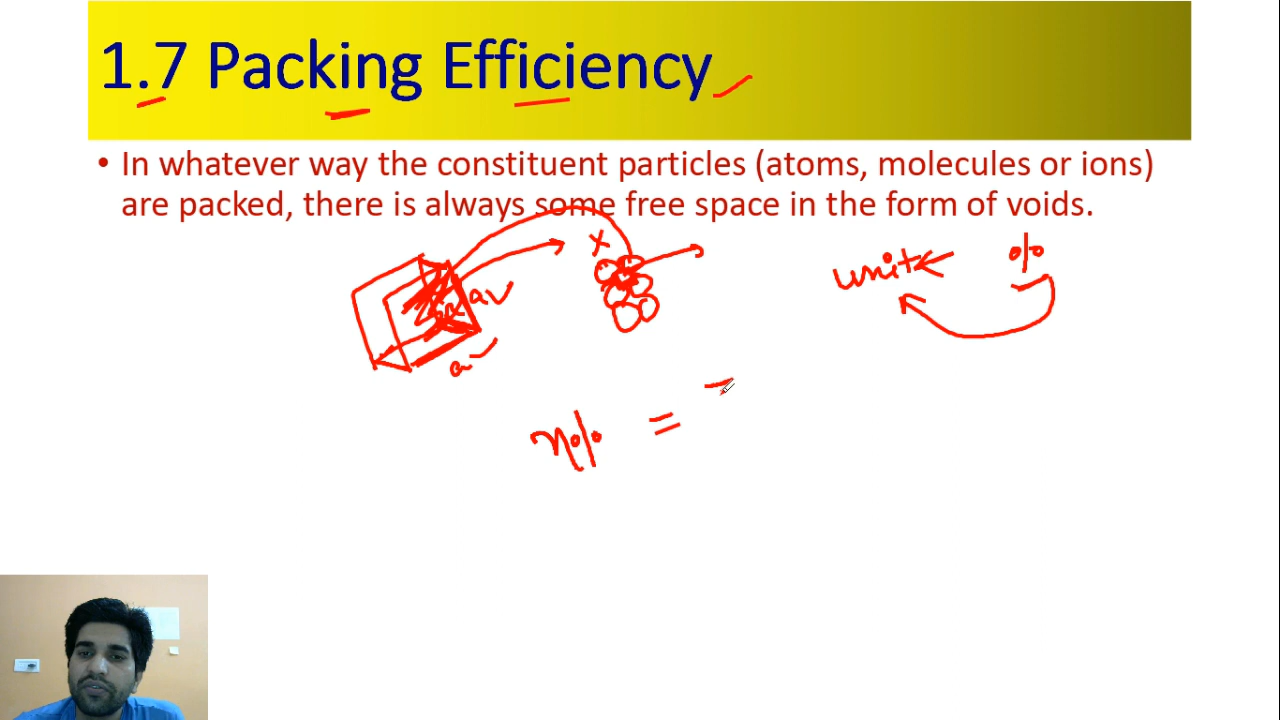 1.7 Packing Efficiency
• In whatever way the constituent particles (atoms, molecules or ions)
are packed, there is always some free space in the form of voids.
unit %
a
a
η% =